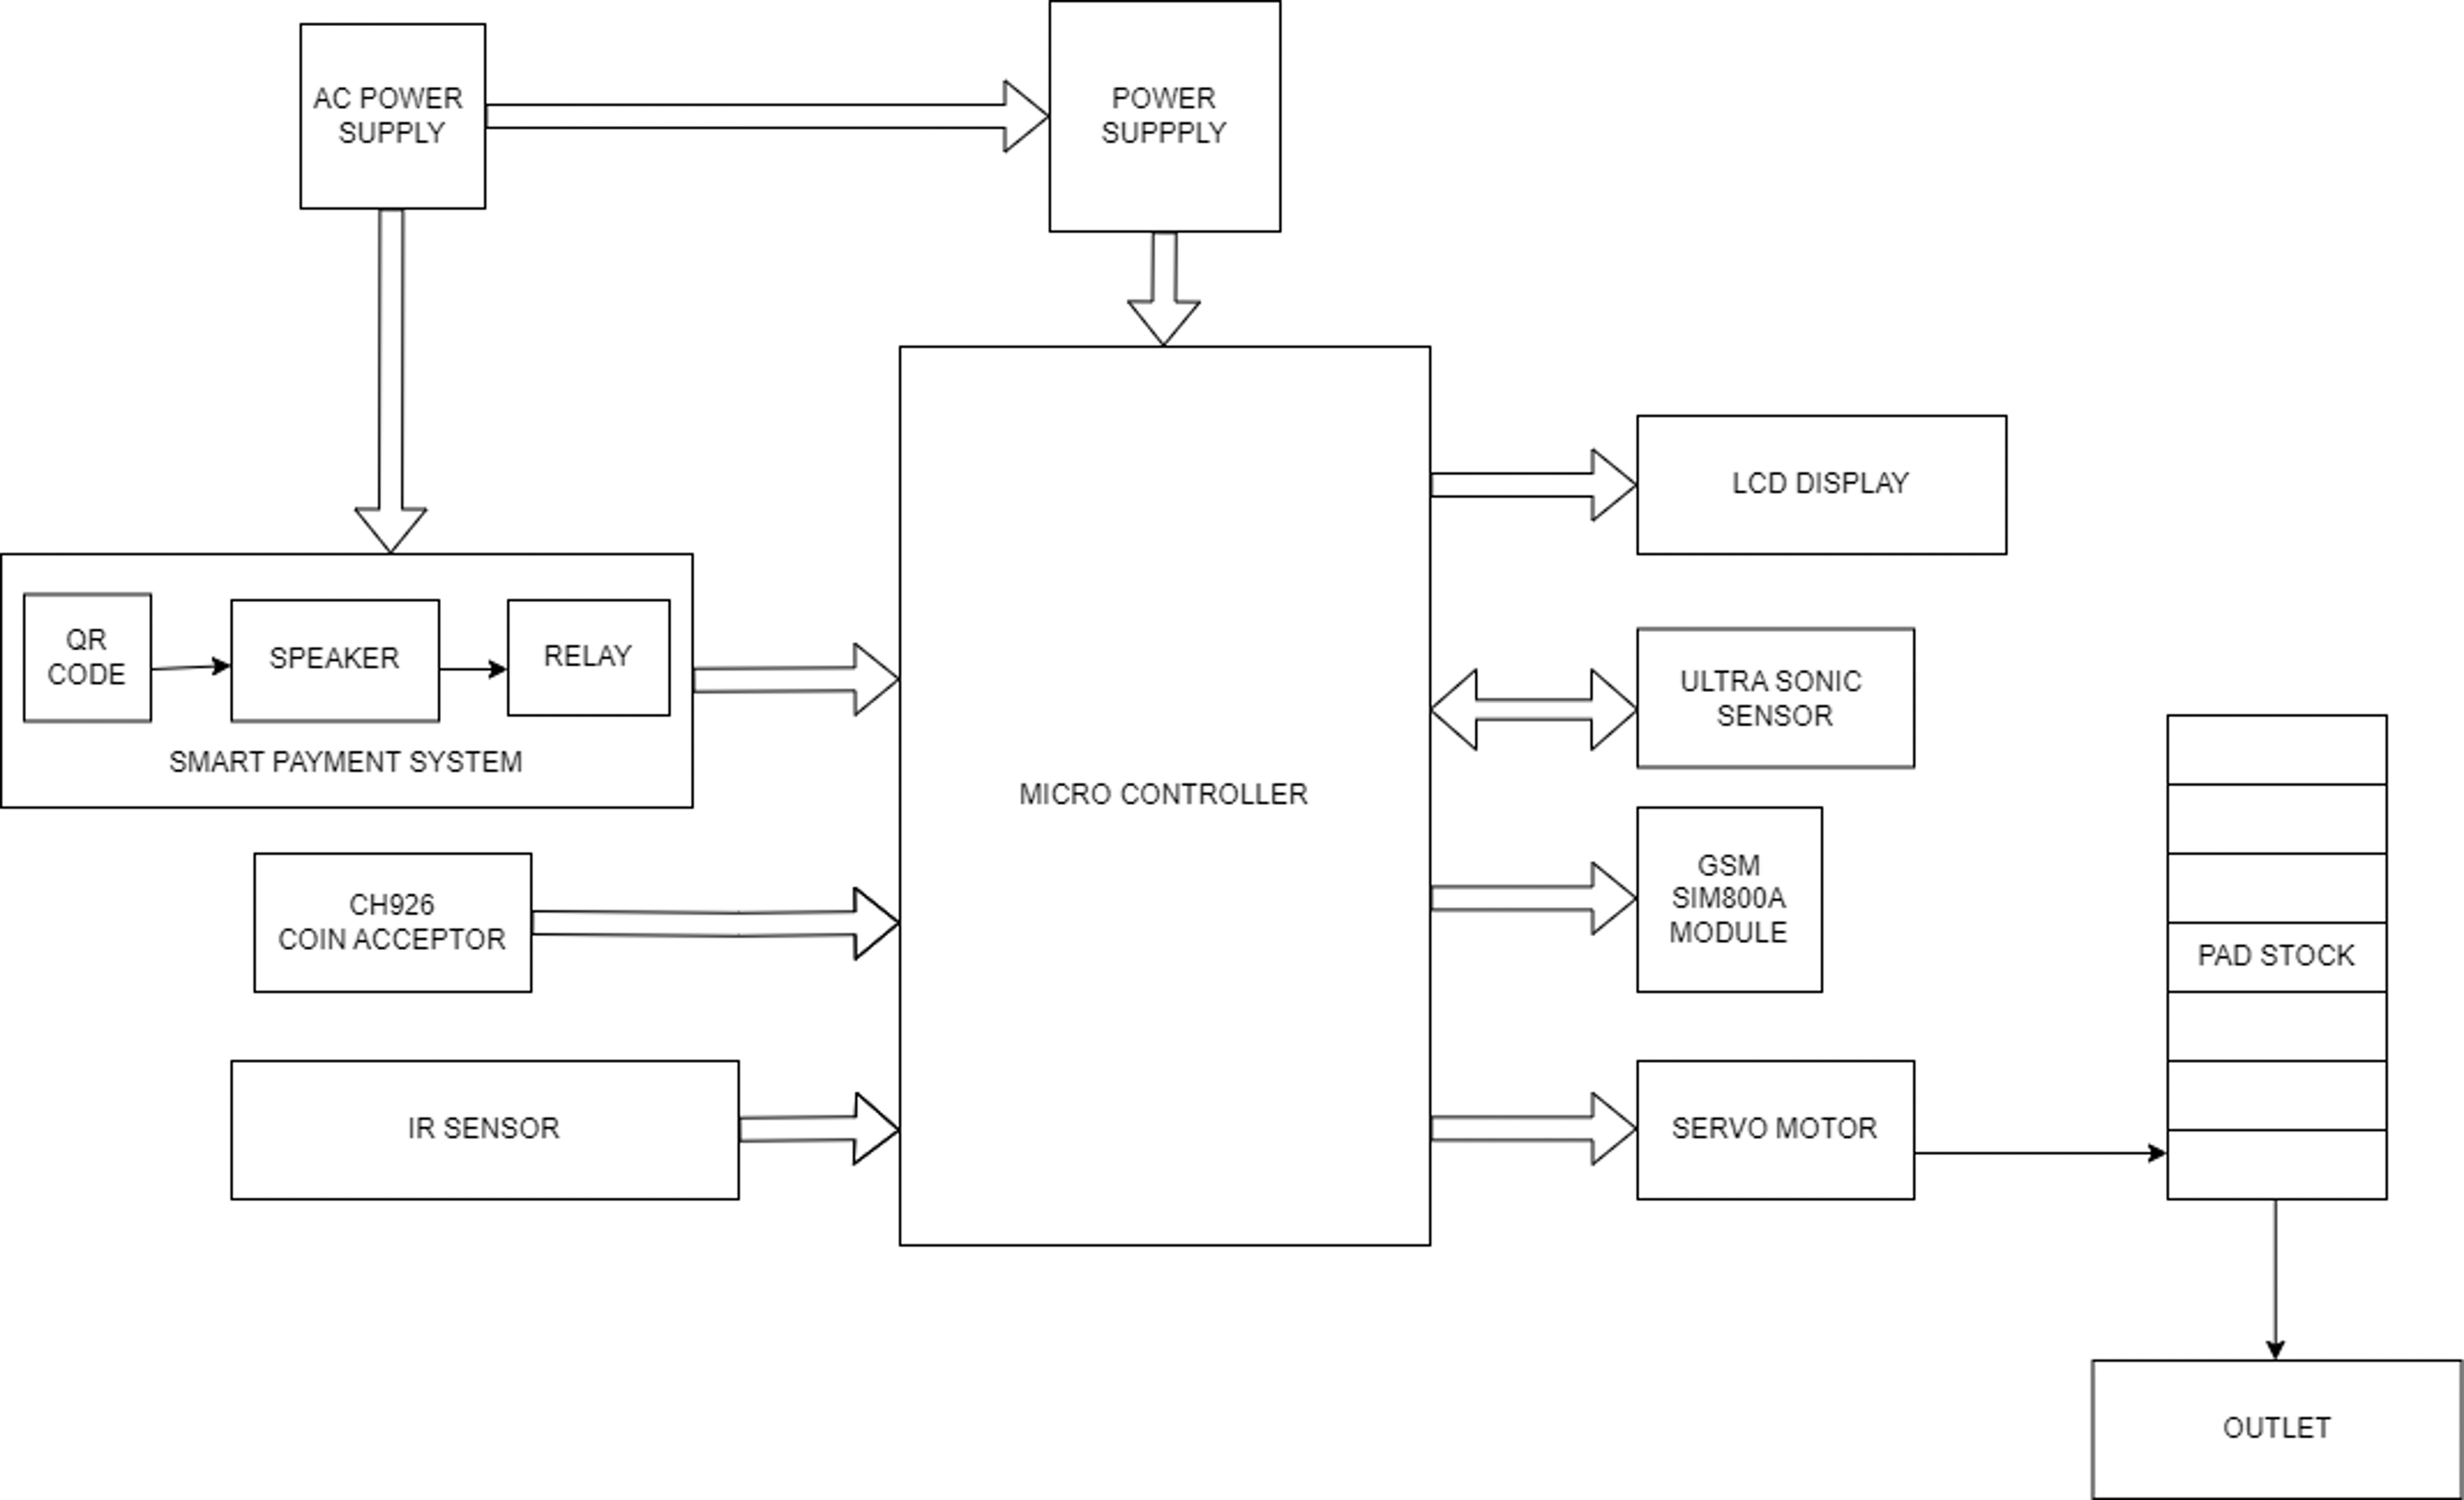 AC POWER
SUPPLY
POWER
SUPPPLY
LCD DISPLAY
QR
CODE
SPEAKER
RELAY
SMART PAYMENT SYSTEM
ULTRA SONIC
SENSOR
MICRO CONTROLLER
CH926
COIN ACCEPTOR
GSM
SIM800A
MODULE
PAD STOCK
IR SENSOR
SERVO MOTOR
OUTLET